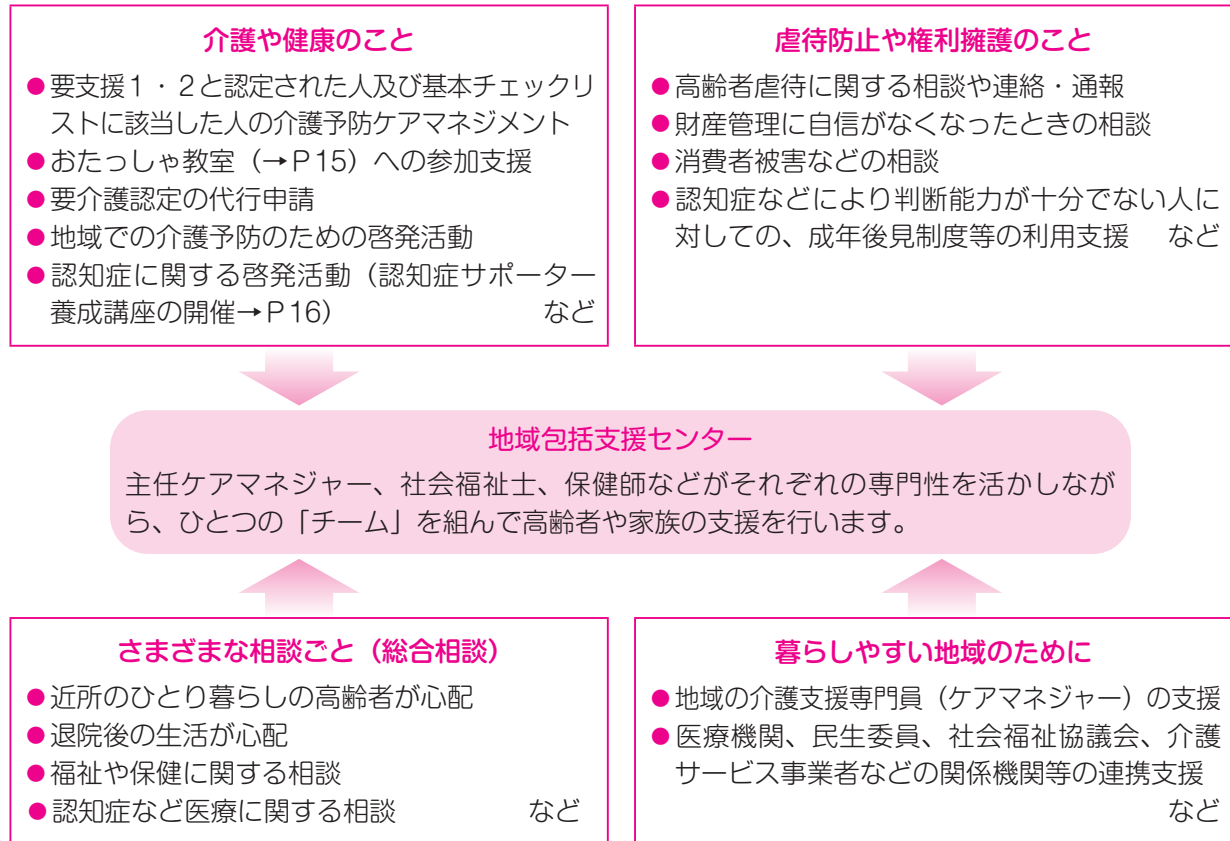 介護や健康のこと
●要支援1・2と認定された人及び基本チェックリ
ストに該当した人の介護予防ケアマネジメント
●おたっしゃ教室（→P15）への参加支援
●要介護認定の代行申請
●地域での介護予防のための啓発活動
●認知症に関する啓発活動（認知症サポーター
養成講座の開催→P16）　など
虐待防止や権利擁護のこと
●高齢者虐待に関する相談や連絡・通報
●財産管理に自信がなくなったときの相談
●消費者被害などの相談
●認知症などにより判断能力が十分でない人に
対しての、成年後見制度等の利用支援　など
地域包括支援センター
主任ケアマネジャー、社会福祉士、保健師などがそれぞれの専門性を活かしなが
ら、ひとつの「チーム」を組んで高齢者や家族の支援を行います。
さまざまな相談ごと（総合相談）
●近所のひとり暮らしの高齢者が心配
●退院後の生活が心配
●福祉や保健に関する相談
●認知症など医療に関する相談　など
暮らしやすい地域のために
●地域の介護支援専門員（ケアマネジャー）の支援
●医療機関、民生委員、社会福祉協議会、介護
サービス事業者などの関係機関等の連携支援
など